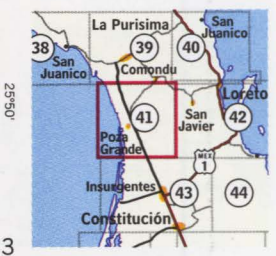 La Purisima
San
Juanico
38
39
40
San
Juanico
Comondu
Loreto
25°50'
41
San
Javier
42
Poza
Grande
MEX
1
Insurgentes
43
44
Constitución
3